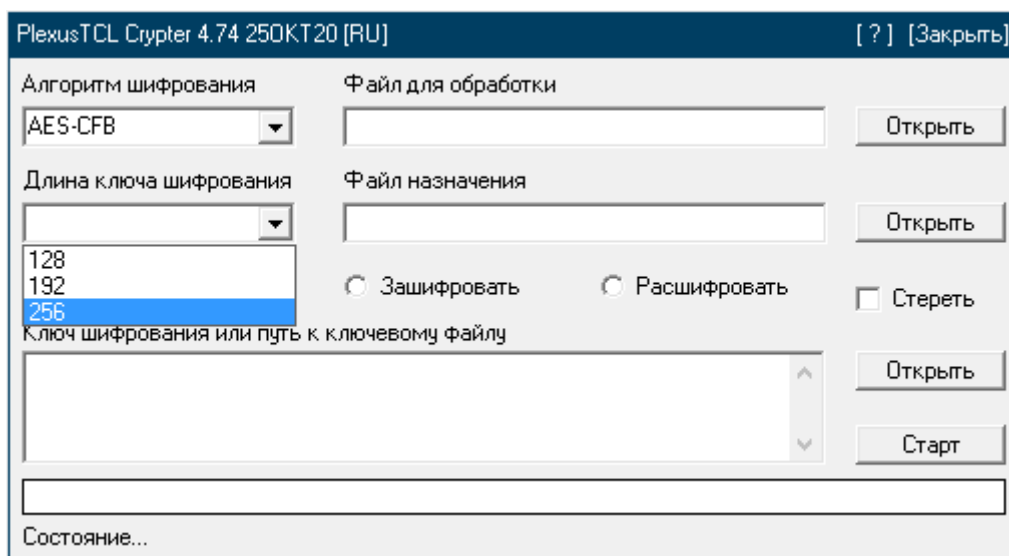 PlexusTCL Crypter 4.74 25OKT20 [RU] [ ? ] [Закрыть]
Алгоритм шифрования Файл для обработки
AES-CFB Открыть
Длина ключа шифрования Файл назначения
Открыть
128
192 Зашифровать Расшифровать Стереть
256
Ключ шифрования или путь к ключевому файлу
Открыть
Старт
Состояние...